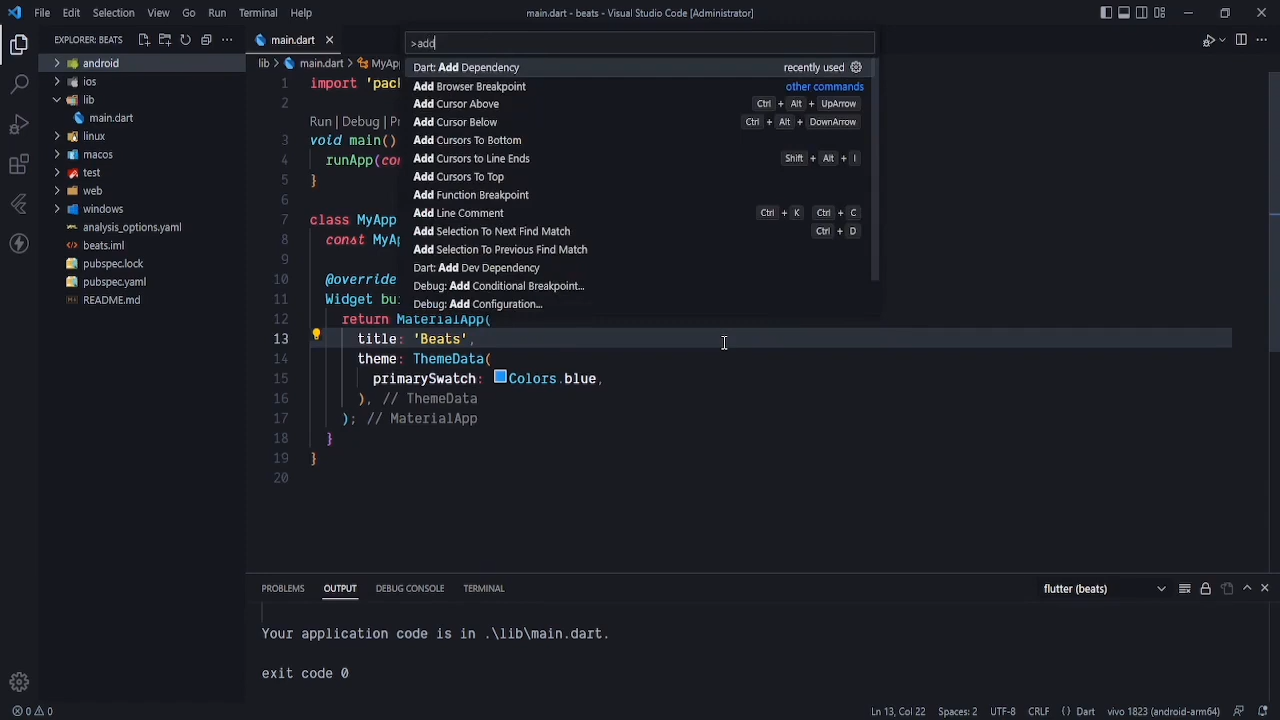 File Edit Selection View Go Run Terminal Help
main.dart - beats - Visual Studio Code [Administrator]
EXPLORER: BEATS
android
ios
lib
main.dart
linux
macos
test
web
windows
analysis_options.yaml
beats.iml
pubspec.lock
pubspec.yaml
README.md
main.dart
lib > main.dart > MyApp
>add
Dart: Add Dependency recently used
Add Browser Breakpoint other commands
Add Cursor Above Ctrl + Alt + UpArrow
Add Cursor Below Ctrl + Alt + DownArrow
Add Cursors To Bottom
Add Cursors to Line Ends Shift + Alt + I
Add Cursors To Top
Add Function Breakpoint
Add Line Comment Ctrl + K Ctrl + C
Add Selection To Next Find Match Ctrl + D
Add Selection To Previous Find Match
Dart: Add Dev Dependency
Debug: Add Conditional Breakpoint...
Debug: Add Configuration...
1 import 'pac
2
Run | Debug | Pr
3 void main()
4 runApp(co
5 }
6
7 class MyApp
8 const MyAp
9
10 @override
11 Widget bui
12 return MaterialApp(
13 title: 'Beats',
14 theme: ThemeData(
15 primarySwatch: Colors.blue,
16 ), // ThemeData
17 ); // MaterialApp
18 }
19 }
20
PROBLEMS OUTPUT DEBUG CONSOLE TERMINAL flutter (beats)
Your application code is in .\lib\main.dart.
exit code 0
0 0 Ln 13, Col 22 Spaces: 2 UTF-8 CRLF { } Dart vivo 1823 (android-arm64)